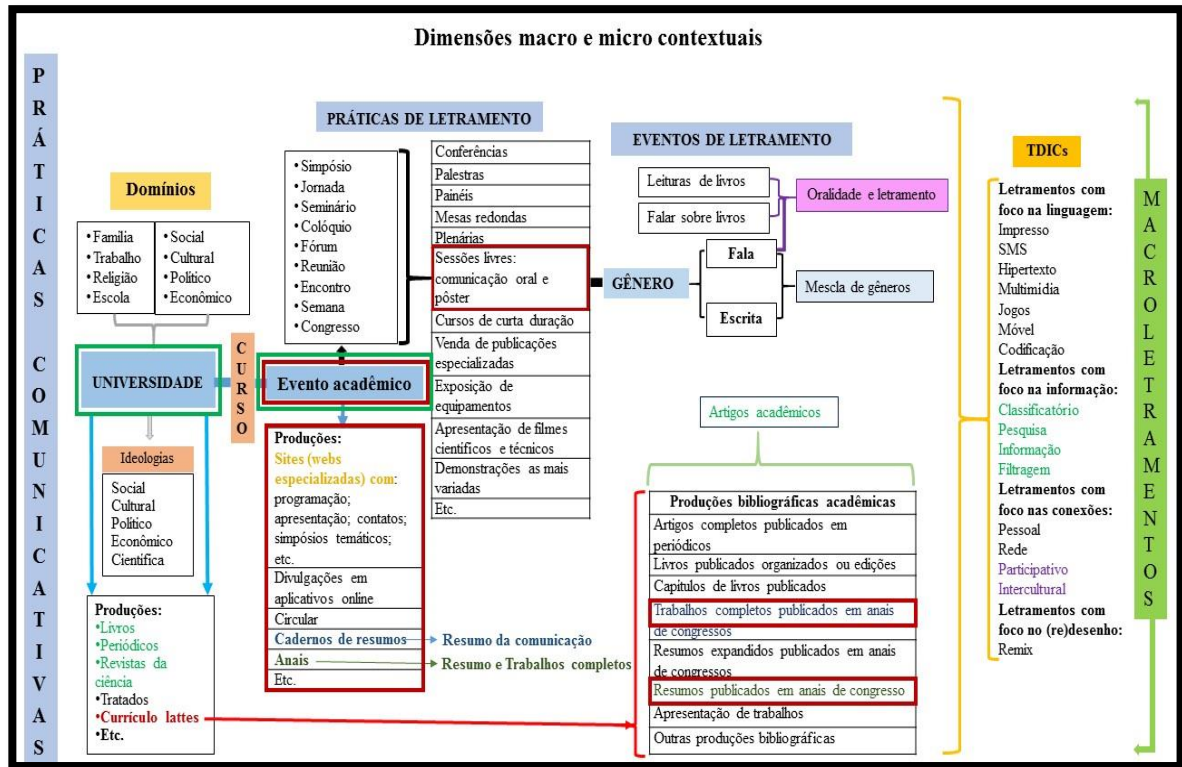 Dimensões macro e micro contextuais
PRÁTICAS COMUNICATIVAS
Domínios
•Família
•Trabalho
•Religião
•Escola
•Social
•Cultural
•Político
•Econômico
UNIVERSIDADE
Ideologias
Social
Cultural
Político
Econômico
Científica
Produções:
•Livros
•Periódicos
•Revistas da
ciência
•Tratados
•Currículo lattes
•Etc.
CURSO
PRÁTICAS DE LETRAMENTO
•Simpósio
•Jornada
•Seminário
•Colóquio
•Fórum
•Reunião
•Encontro
•Semana
•Congresso
Evento acadêmico
Produções:
Sites (webs
especializadas) com:
programação;
apresentação; contatos;
simpósios temáticos;
etc.
Divulgações em
aplicativos online
Circular
Cadernos de resumos
Resumo da comunicação
Anais
Resumo e Trabalhos completos
Etc.
Conferências
Palestras
Painéis
Mesas redondas
Plenárias
Sessões livres:
comunicação oral e
pôster
Cursos de curta duração
Venda de publicações
especializadas
Exposição de
equipamentos
Apresentação de filmes
científicos e técnicos
Demonstrações as mais
variadas
Etc.
EVENTOS DE LETRAMENTO
Leituras de livros
Falar sobre livros
Oralidade e letramento
GÊNERO
Fala
Escrita
Mescla de gêneros
Artigos acadêmicos
Produções bibliográficas acadêmicas
Artigos completos publicados em
periódicos
Livros publicados organizados ou edições
Capítulos de livros publicados
Trabalhos completos publicados em anais
de congressos
Resumos expandidos publicados em anais
de congressos
Resumos publicados em anais de congresso
Apresentação de trabalhos
Outras produções bibliográficas
TDICs
Letramentos com
foco na linguagem:
Impresso
SMS
Hipertexto
Multimídia
Jogos
Móvel
Codificação
Letramentos com
foco na informação:
Classificatório
Pesquisa
Informação
Filtragem
Letramentos com
foco nas conexões:
Pessoal
Rede
Participativo
Intercultural
Letramentos com
foco no (re)desenho:
Remix
MACROLETRAMENTOS